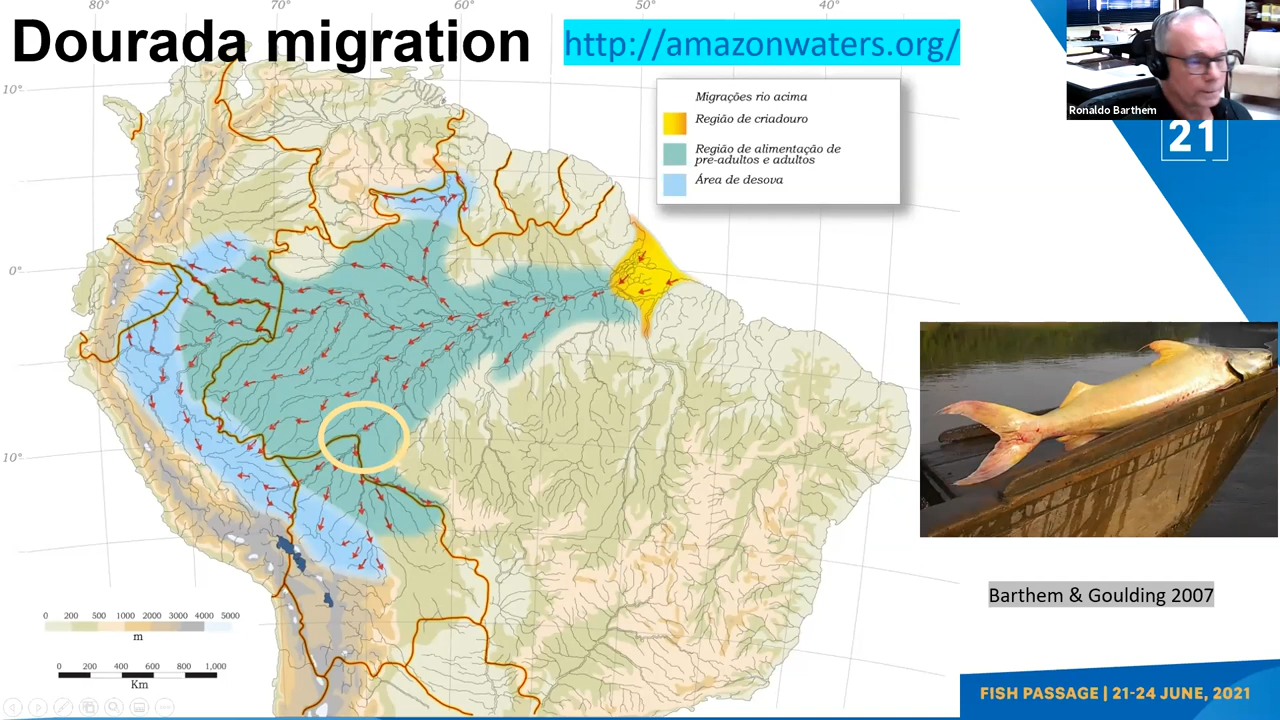 80°
70°
60°
50°
40°
Dourada migration
http://amazonwaters.org/
Ronaldo Barthem
21
10°
0°
10°
Migrações rio acima
Região de criadouro
Região de alimentação de
pré-adultos e adultos
Área de desova
0 200 500 1000 2000 3000 4000 5000
m
0 200 400 600 800 1,000
Km
Barthem & Goulding 2007
FISH PASSAGE | 21-24 JUNE, 2021